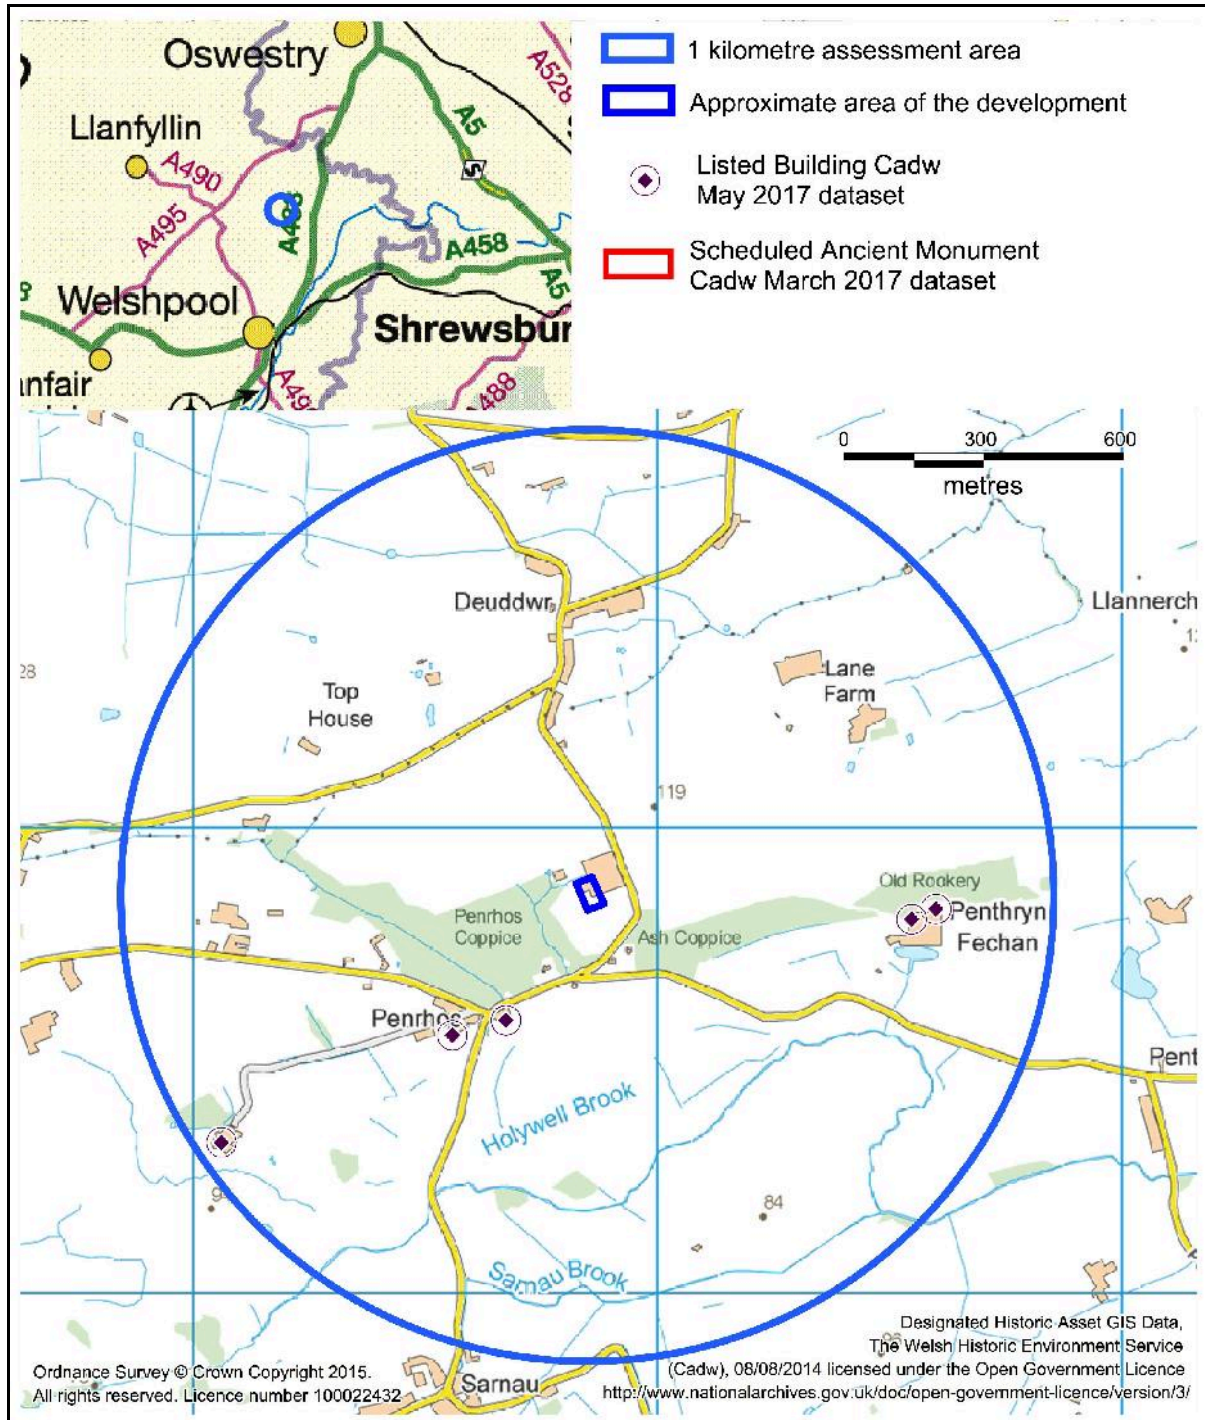 Oswestry
A528
A5
Llanfyllin
A490
A495
A458
A5
Welshpool
Shrewsbur
anfair
A49
488
1 kilometre assessment area
Approximate area of the development
Listed Building Cadw
May 2017 dataset
Scheduled Ancient Monument
Cadw March 2017 dataset
0 300 600
metres
Deuddwr
Llannerch
28
Top
House
Lane
Farm
119
Old Rookery
Penrhos
Coppice
Ash Coppice
Penthryn
Fechan
Penrhos
Pent
Holywell Brook
84
Sarnau Brook
Sarnau
Designated Historic Asset GIS Data,
The Welsh Historic Environment Service
(Cadw), 08/08/2014 licensed under the Open Government Licence
http://www.nationalarchives.gov.uk/doc/open-government-licence/version/3/
Ordnance Survey © Crown Copyright 2015.
All rights reserved. Licence number 100022432